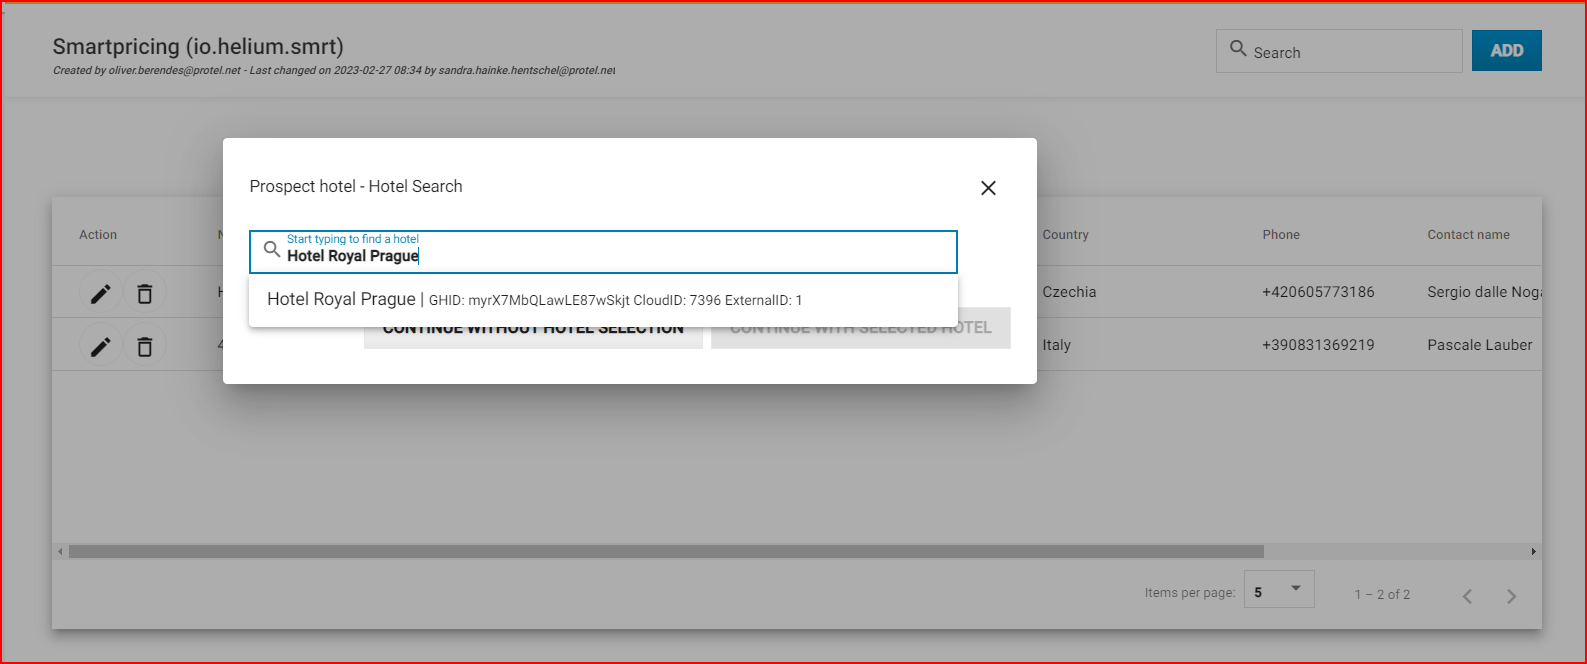 Smartpricing (io.helium.smrt)
Created by oliver.berendes@protel.net - Last changed on 2023-02-27 08:34 by sandra.hainke.hentschel@protel.net
Search
ADD
Prospect hotel - Hotel Search
Start typing to find a hotel
Hotel Royal Prague
Hotel Royal Prague | GHID: myrX7MbQLawLE87wSkjt CloudID: 7396 ExternalID: 1
CONTINUE WITHOUT HOTEL SELECTION CONTINUE WITH SELECTED HOTEL
Action Country Phone Contact name
Czechia +420605773186 Sergio dalle Noga
Italy +390831369219 Pascale Lauber
Items per page: 5 1 – 2 of 2